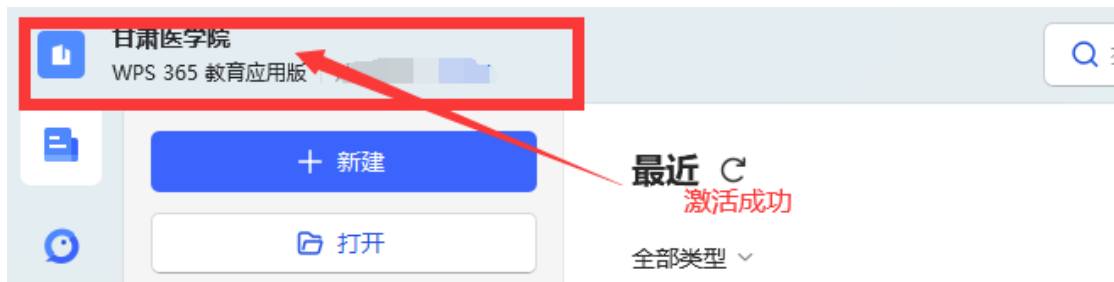 甘肃医学院
WPS 365 教育应用版
新建
最近
激活成功
打开
全部类型